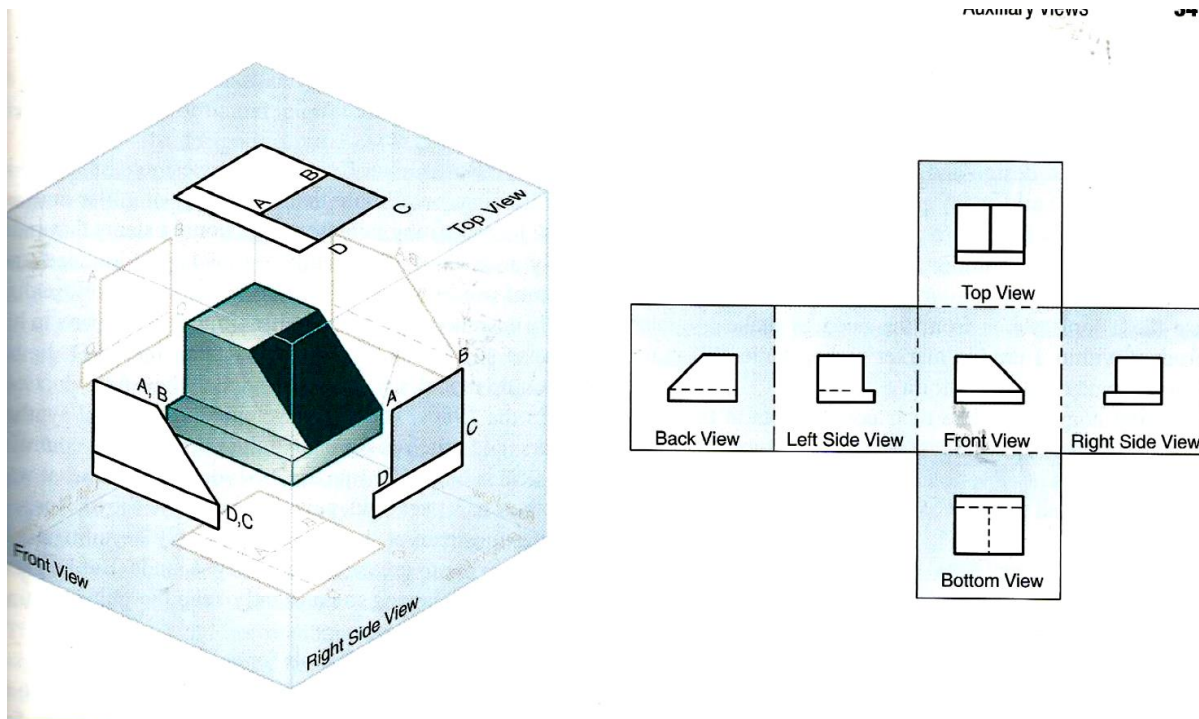 Auxiliary Views
B
A
C
D
Top View
A, B
D,C
Front View
B
A
C
D
Right Side View
Top View
Back View
Left Side View
Front View
Right Side View
Bottom View